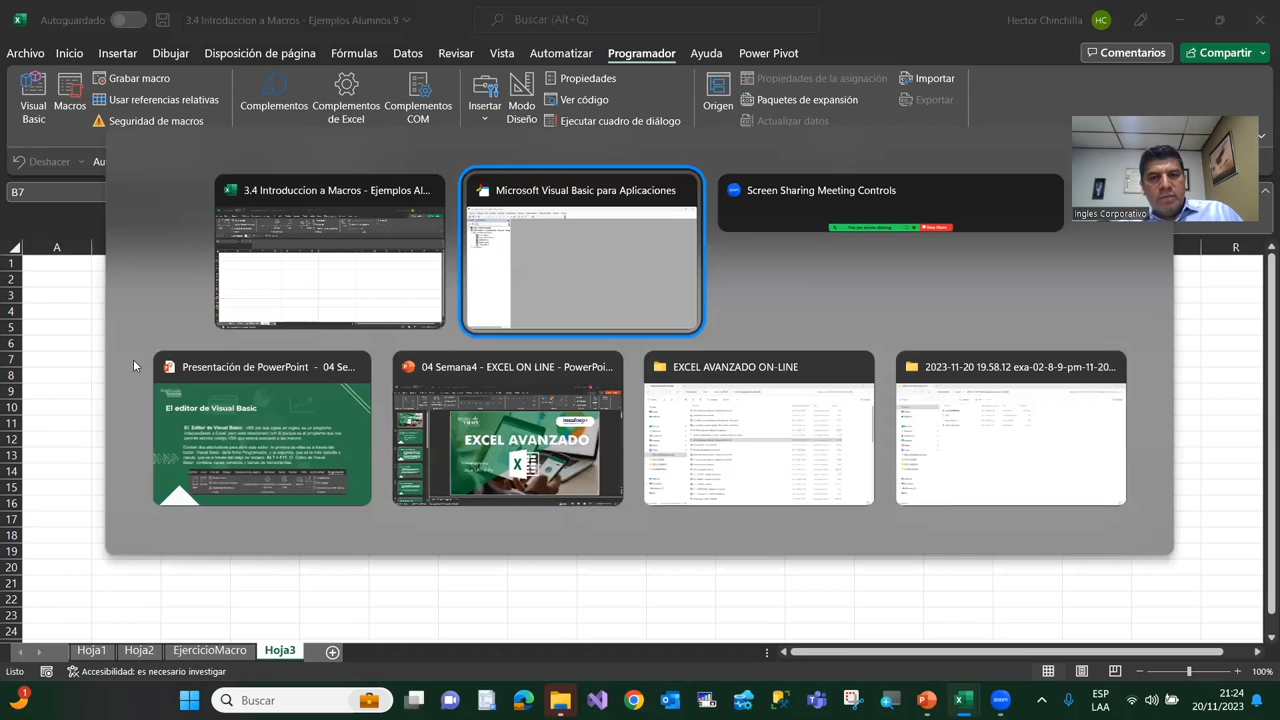 Autoguardado
3.4 Introduccion a Macros - Ejemplos Alumnos 9
Buscar (Alt+Q)
Hector Chinchilla
HC
Archivo Inicio Insertar Dibujar Disposición de página Fórmulas Datos Revisar Vista Automatizar Programador Ayuda Power Pivot
Comentarios
Compartir
Visual Basic
Macros
Grabar macro
Usar referencias relativas
Seguridad de macros
Complementos
Complementos de Excel
Complementos COM
Insertar
Modo Diseño
Propiedades
Ver código
Ejecutar cuadro de diálogo
Origen
Propiedades de la asignación
Paquetes de expansión
Actualizar datos
Importar
Exportar
Deshacer
B7
3.4 Introduccion a Macros - Ejemplos Al...
Microsoft Visual Basic para Aplicaciones
Screen Sharing Meeting Controls
Ingles Corporativo
A
R
1
2
3
4
5
6
7
8
9
10
11
12
13
14
15
16
17
18
19
20
21
22
23
24
Presentación de PowerPoint - 04 Se...
04 Semana4 - EXCEL ON LINE - PowerPoi...
EXCEL AVANZADO ON-LINE
2023-11-20 19.58.12 exa-02-8-9-pm-11-20...
El editor de Visual Basic
EXCEL AVANZADO
Hoja1 Hoja2 EjercicioMacro Hoja3
Listo
Accesibilidad: es necesario investigar
100%
1
Buscar
ESP
LAA
21:24
20/11/2023